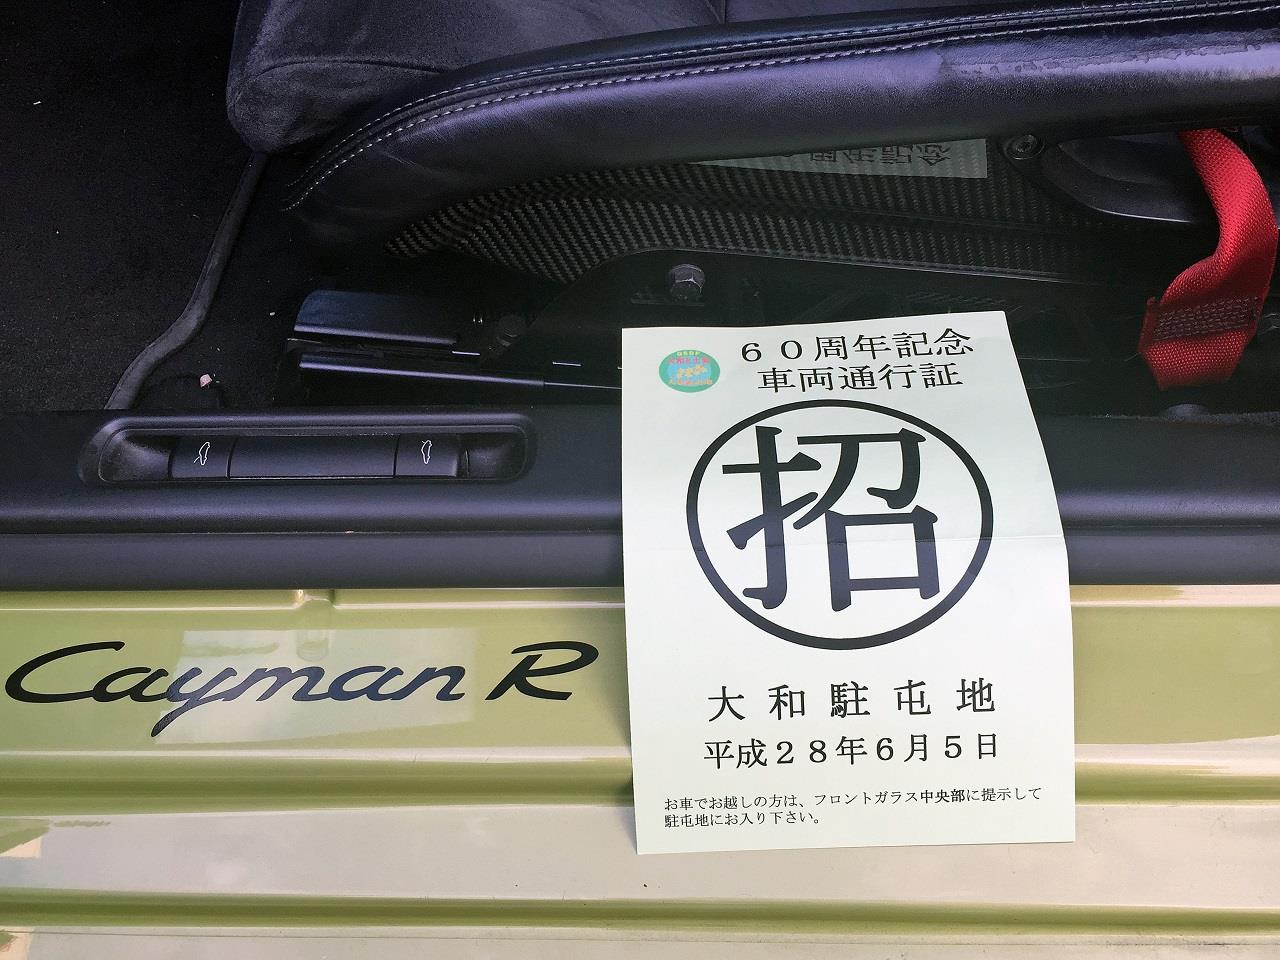 60周年記念
車両通行証
招
大和駐屯地
平成28年6月5日
お車でお越しの方は、フロントガラス中央部に提示して
駐屯地にお入り下さい。
Cayman R